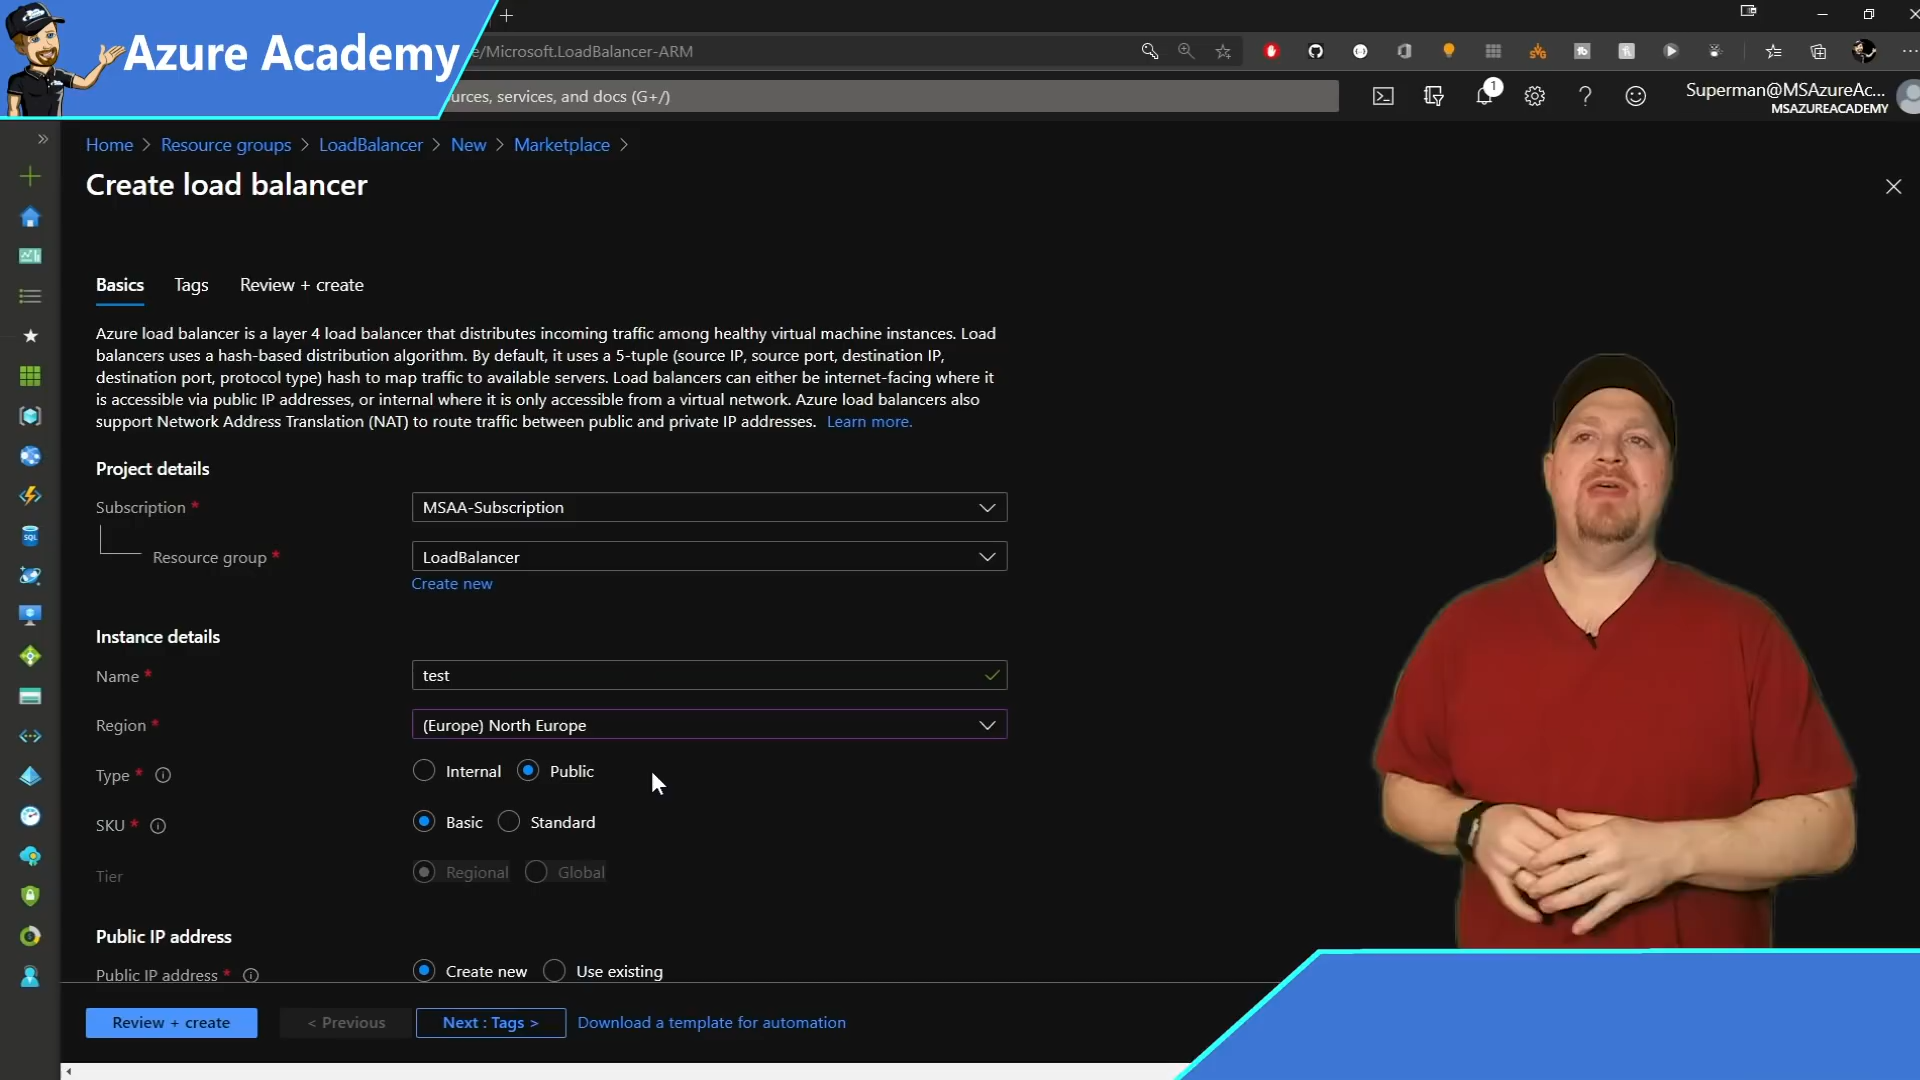 Azure Academy
e/Microsoft.LoadBalancer-ARM
urces, services, and docs (G+/)
1
Superman@MSAzureAc...
MSAZUREACADEMY
Home > Resource groups > LoadBalancer > New > Marketplace >
Create load balancer
Basics Tags Review + create
Azure load balancer is a layer 4 load balancer that distributes incoming traffic among healthy virtual machine instances. Load
balancers uses a hash-based distribution algorithm. By default, it uses a 5-tuple (source IP, source port, destination IP,
destination port, protocol type) hash to map traffic to available servers. Load balancers can either be internet-facing where it
is accessible via public IP addresses, or internal where it is only accessible from a virtual network. Azure load balancers also
support Network Address Translation (NAT) to route traffic between public and private IP addresses. Learn more.
Project details
Subscription * MSAA-Subscription
Resource group * LoadBalancer
Create new
Instance details
Name * test
Region * (Europe) North Europe
Type * Internal Public
SKU * Basic Standard
Tier Regional Global
Public IP address
Public IP address * Create new Use existing
Review + create < Previous Next : Tags > Download a template for automation